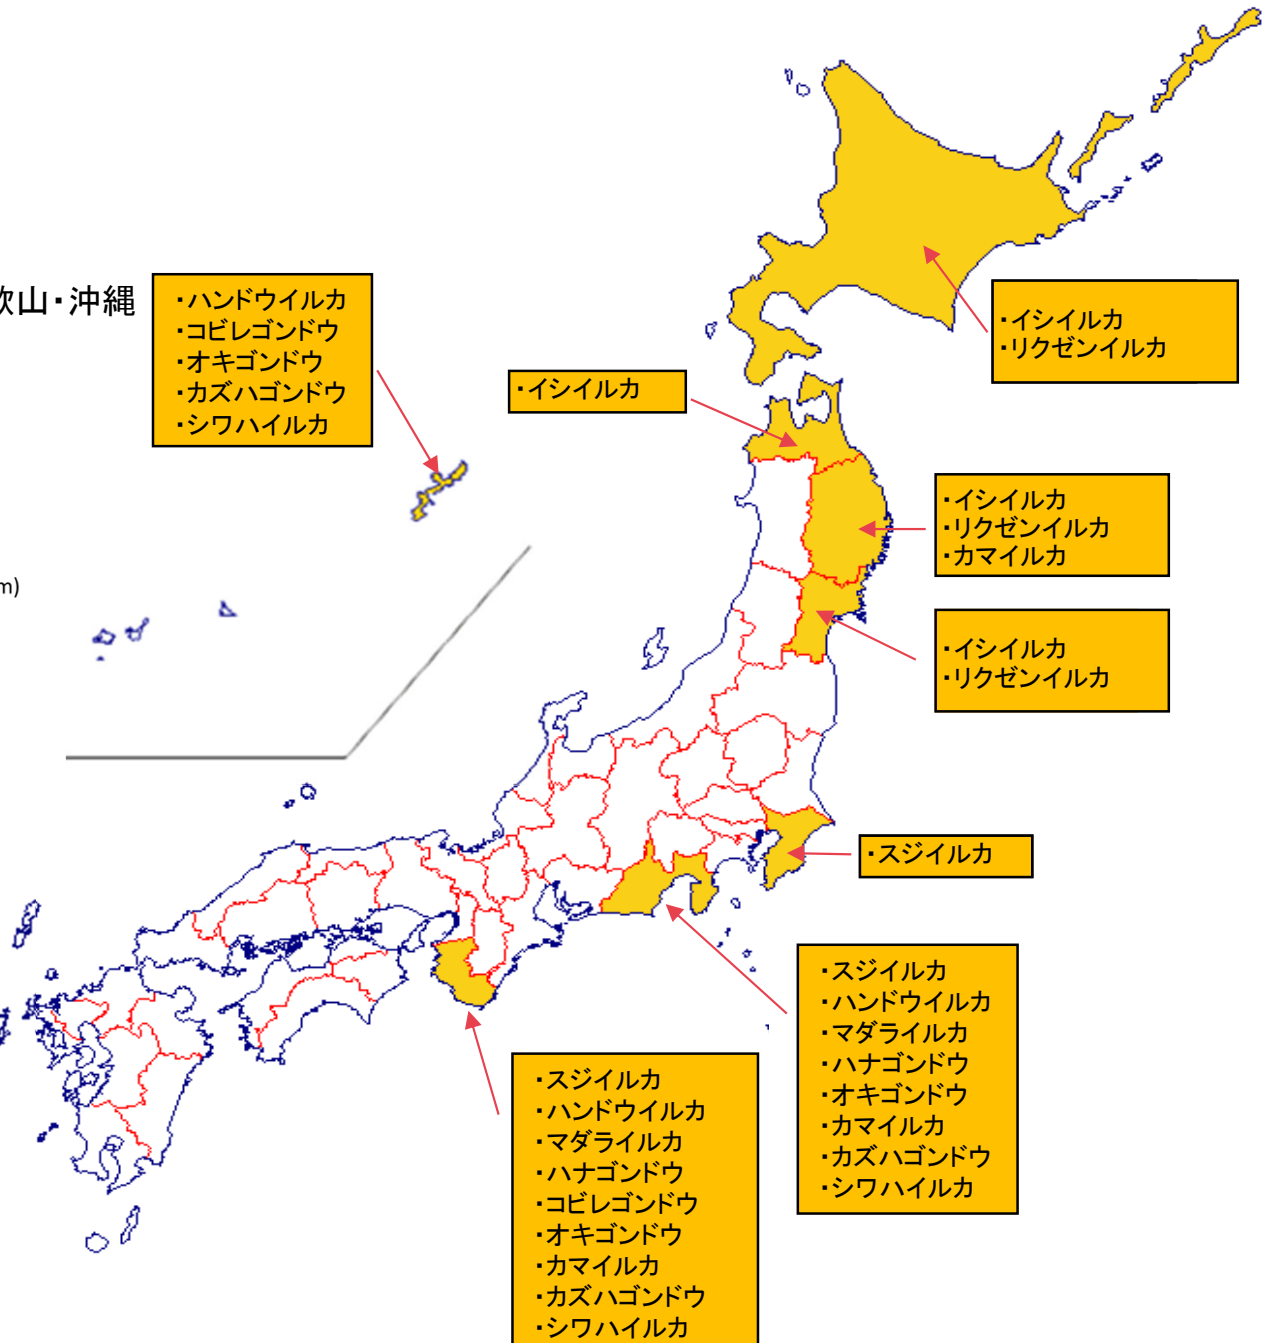 歌山・沖縄
・ハンドウイルカ
・コビレゴンドウ
・オキゴンドウ
・カズハゴンドウ
・シワハイルカ
・イシイルカ
・リクゼンイルカ
・イシイルカ
・イシイルカ
・リクゼンイルカ
・カマイルカ
m)
・イシイルカ
・リクゼンイルカ
・スジイルカ
・スジイルカ
・ハンドウイルカ
・マダライルカ
・ハナゴンドウ
・オキゴンドウ
・カマイルカ
・カズハゴンドウ
・シワハイルカ
・スジイルカ
・ハンドウイルカ
・マダライルカ
・ハナゴンドウ
・コビレゴンドウ
・オキゴンドウ
・カマイルカ
・カズハゴンドウ
・シワハイルカ